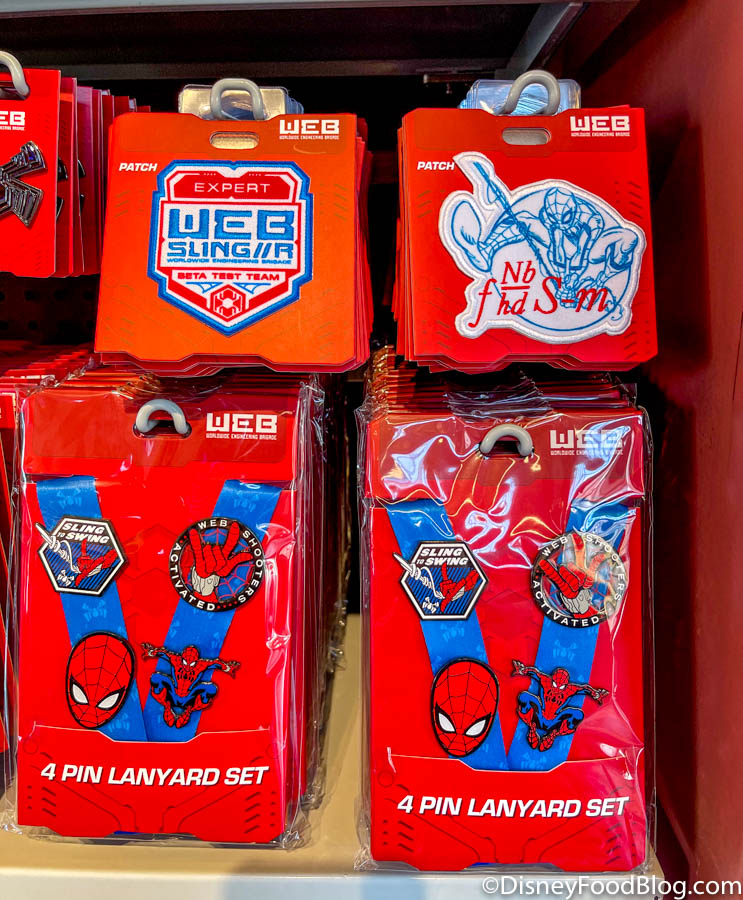 EB
WEB
WORLDWIDE ENGINEERING BRIGADE
PATCH
EXPERT
WEB
SLING//R
WORLDWIDE ENGINEERING BRIGADE
BETA TEST TEAM
WEB
WORLDWIDE ENGINEERING BRIGADE
PATCH
Nb
f hd S m
WEB
WORLDWIDE ENGINEERING BRIGADE
SLING
TO SWING
WEB SHOOTERS
ACTIVATED
4 PIN LANYARD SET
WEB
WORLDWIDE ENGINEERING BRIGADE
SLING
TO SWING
WEB SHOOTERS
ACTIVATED
4 PIN LANYARD SET
©DisneyFoodBlog.com